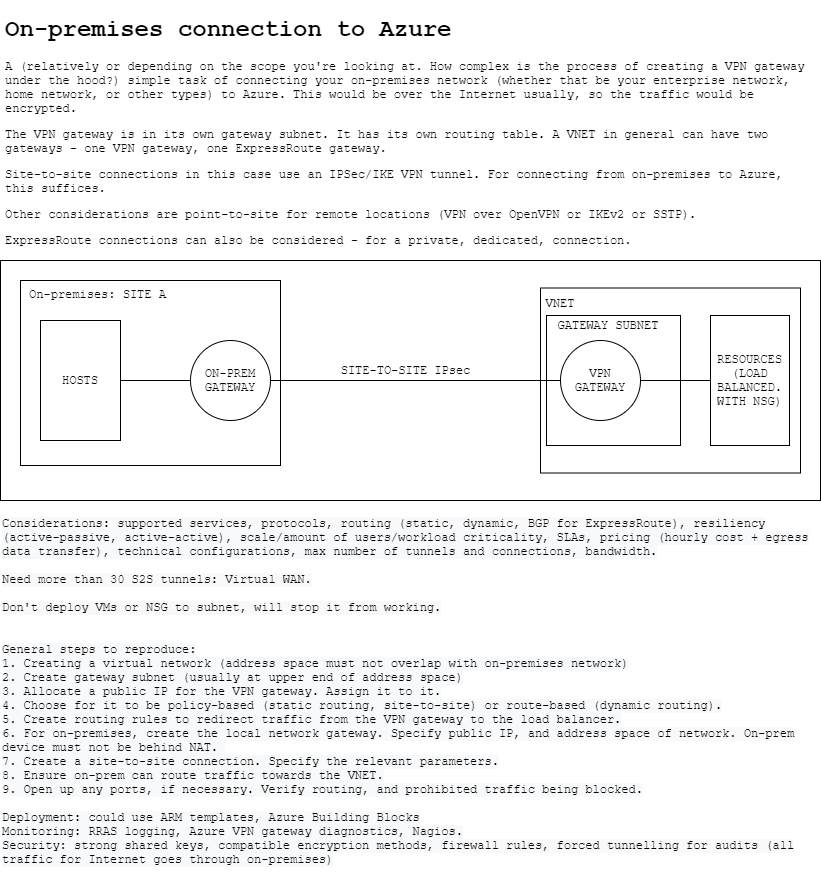 On-premises connection to Azure
A (relatively or depending on the scope you're looking at. How complex is the process of creating a VPN gateway
under the hood?) simple task of connecting your on-premises network (whether that be your enterprise network,
home network, or other types) to Azure. This would be over the Internet usually, so the traffic would be
encrypted.
The VPN gateway is in its own gateway subnet. It has its own routing table. A VNET in general can have two
gateways - one VPN gateway, one ExpressRoute gateway.
Site-to-site connections in this case use an IPSec/IKE VPN tunnel. For connecting from on-premises to Azure,
this suffices.
Other considerations are point-to-site for remote locations (VPN over OpenVPN or IKEv2 or SSTP).
ExpressRoute connections can also be considered - for a private, dedicated, connection.
On-premises: SITE A
HOSTS
ON-PREM
GATEWAY
SITE-TO-SITE IPsec
VNET
GATEWAY SUBNET
VPN
GATEWAY
RESOURCES
(LOAD
BALANCED.
WITH NSG)
Considerations: supported services, protocols, routing (static, dynamic, BGP for ExpressRoute), resiliency
(active-passive, active-active), scale/amount of users/workload criticality, SLAs, pricing (hourly cost + egress
data transfer), technical configurations, max number of tunnels and connections, bandwidth.
Need more than 30 S2S tunnels: Virtual WAN.
Don't deploy VMs or NSG to subnet, will stop it from working.
General steps to reproduce:
1. Creating a virtual network (address space must not overlap with on-premises network)
2. Create gateway subnet (usually at upper end of address space)
3. Allocate a public IP for the VPN gateway. Assign it to it.
4. Choose for it to be policy-based (static routing, site-to-site) or route-based (dynamic routing).
5. Create routing rules to redirect traffic from the VPN gateway to the load balancer.
6. For on-premises, create the local network gateway. Specify public IP, and address space of network. On-prem
device must not be behind NAT.
7. Create a site-to-site connection. Specify the relevant parameters.
8. Ensure on-prem can route traffic towards the VNET.
9. Open up any ports, if necessary. Verify routing, and prohibited traffic being blocked.
Deployment: could use ARM templates, Azure Building Blocks
Monitoring: RRAS logging, Azure VPN gateway diagnostics, Nagios.
Security: strong shared keys, compatible encryption methods, firewall rules, forced tunnelling for audits (all
traffic for Internet goes through on-premises)